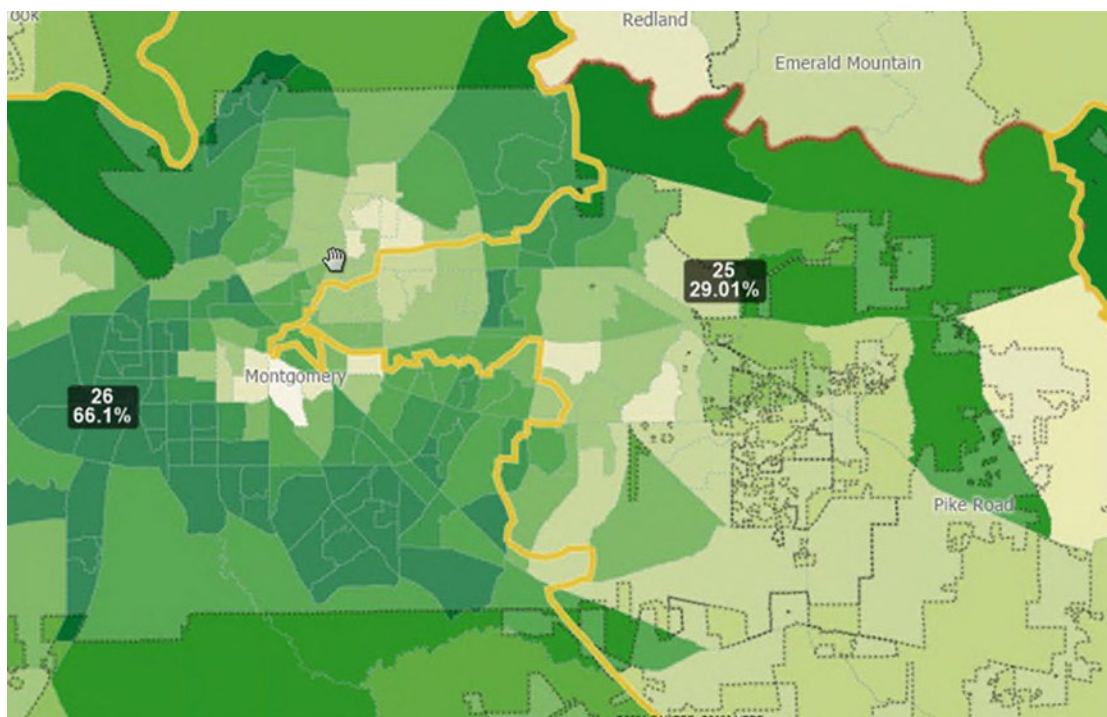 Redland
Emerald Mountain
25
29.01%
Montgomery
26
66.1%
Pike Road